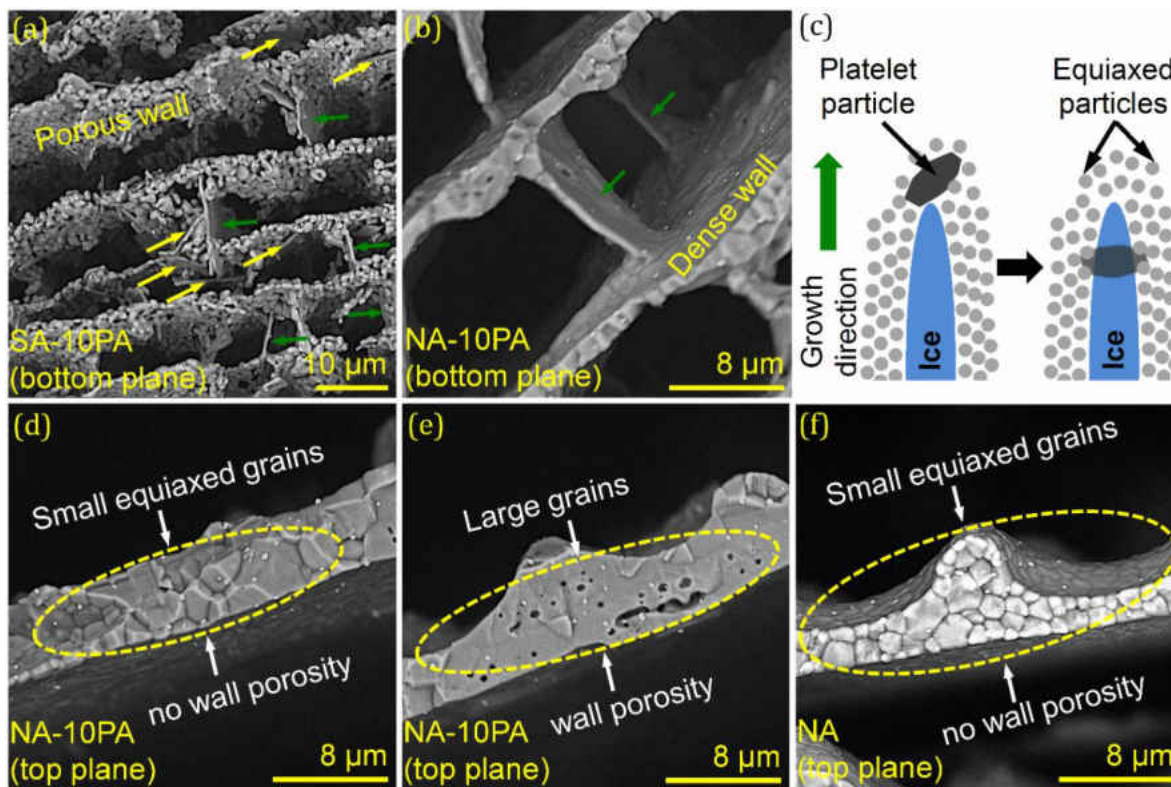 (a)
Porous wall
SA-10PA
(bottom plane)
10 µm
(b)
Dense wall
NA-10PA
(bottom plane)
8 µm
(c)
Platelet
particle
Equiaxed
particles
Growth
direction
Ice
Ice
(d)
Small equiaxed grains
no wall porosity
NA-10PA
(top plane)
8 µm
(e)
Large grains
wall porosity
NA-10PA
(top plane)
8 µm
(f)
Small equiaxed grains
no wall porosity
NA
(top plane)
8 µm